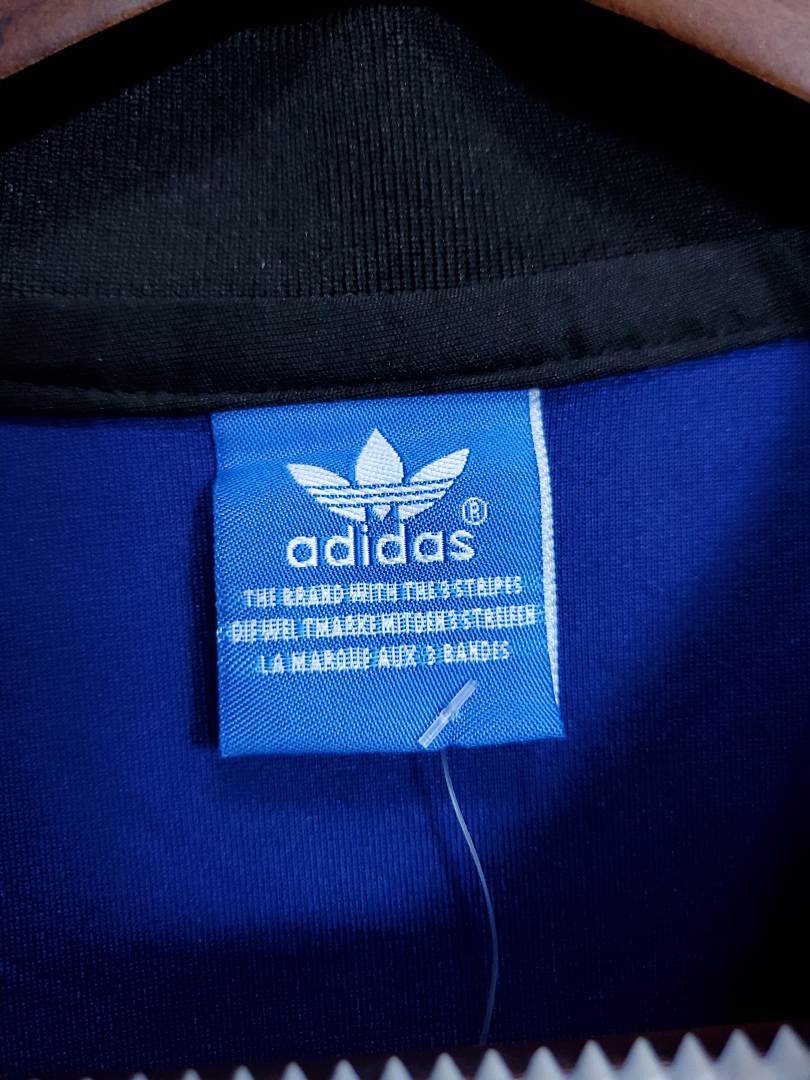 adidas®
THE BRAND WITH THE 3 STRIPES
DIE WELTMARKE MIT DEN 3 STREIFEN
LA MARQUE AUX 3 BANDES